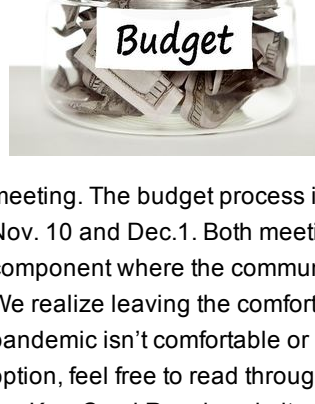 Budget
meeting. The budget process i
Nov. 10 and Dec.1. Both meeti
component where the commun
We realize leaving the comfort
pandemic isn't comfortable or
option, feel free to read throug